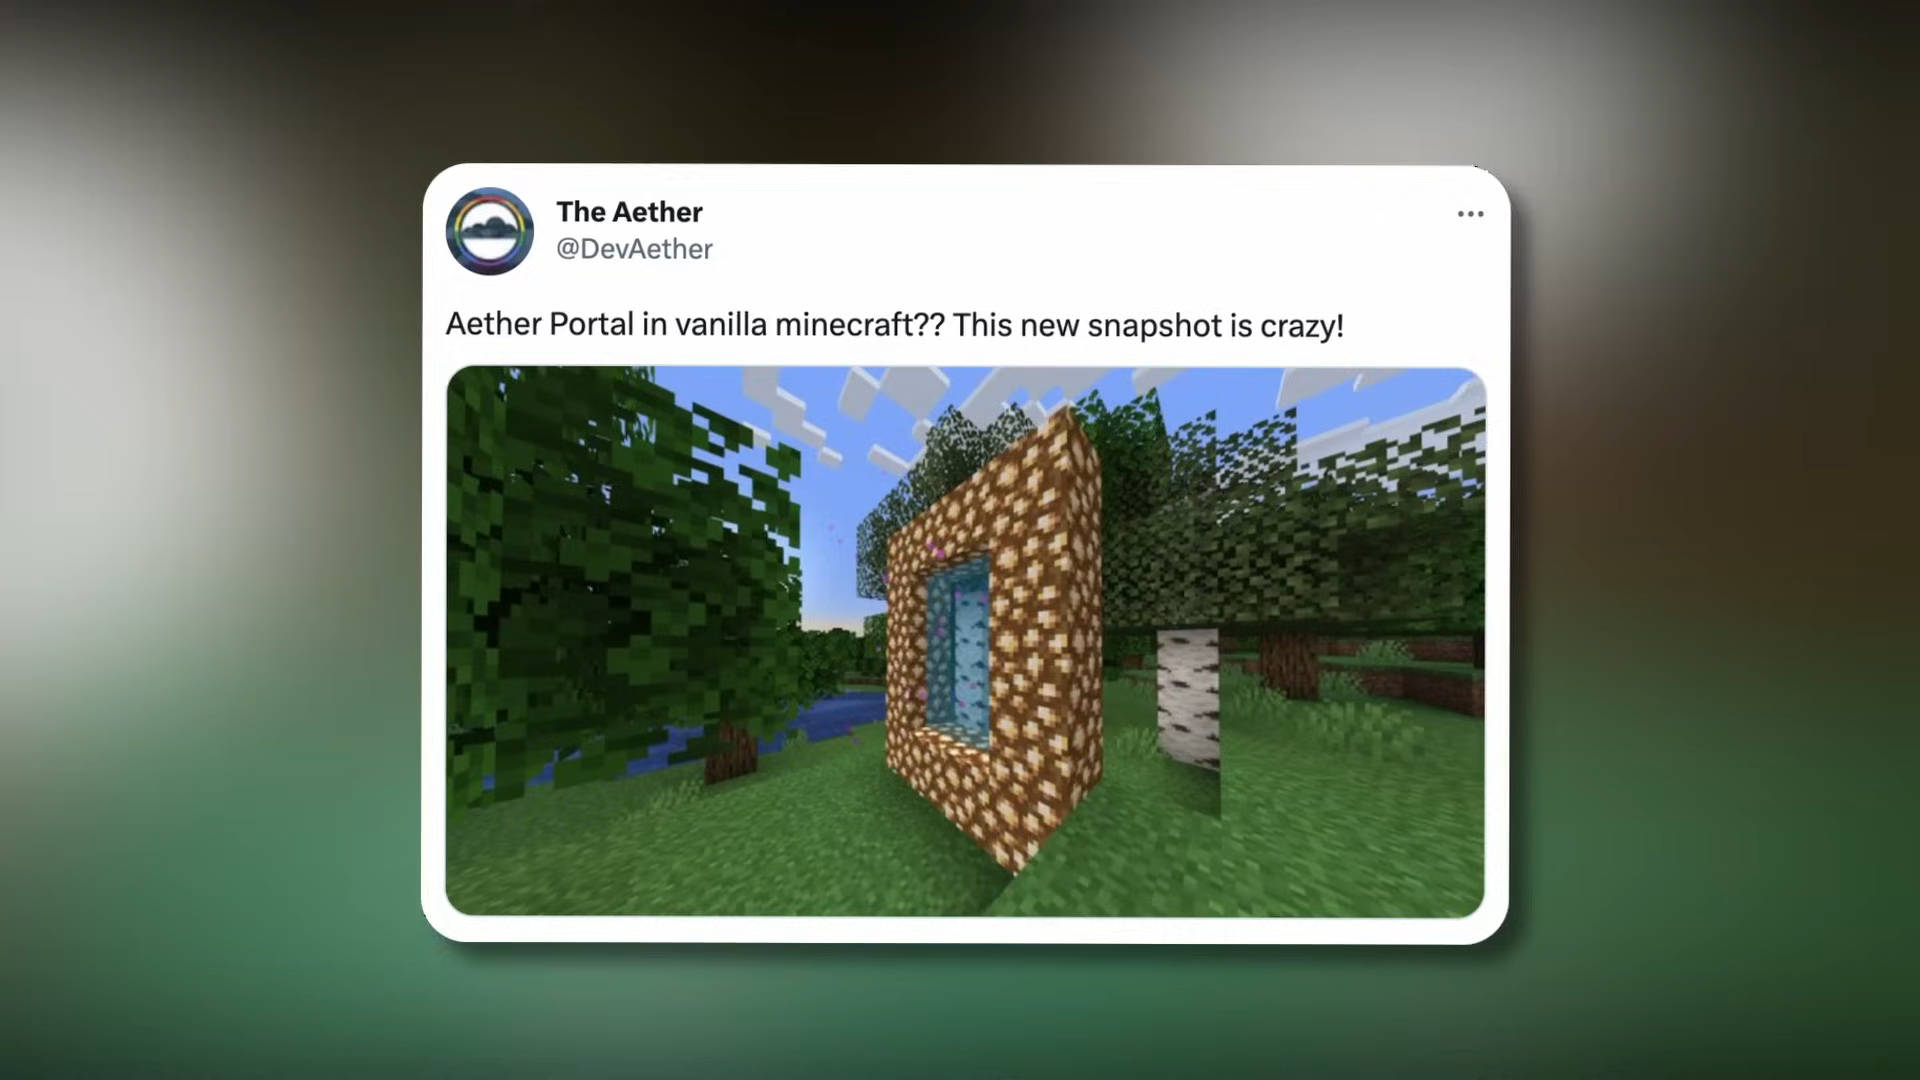 The Aether
@DevAether
Aether Portal in vanilla minecraft?? This new snapshot is crazy!